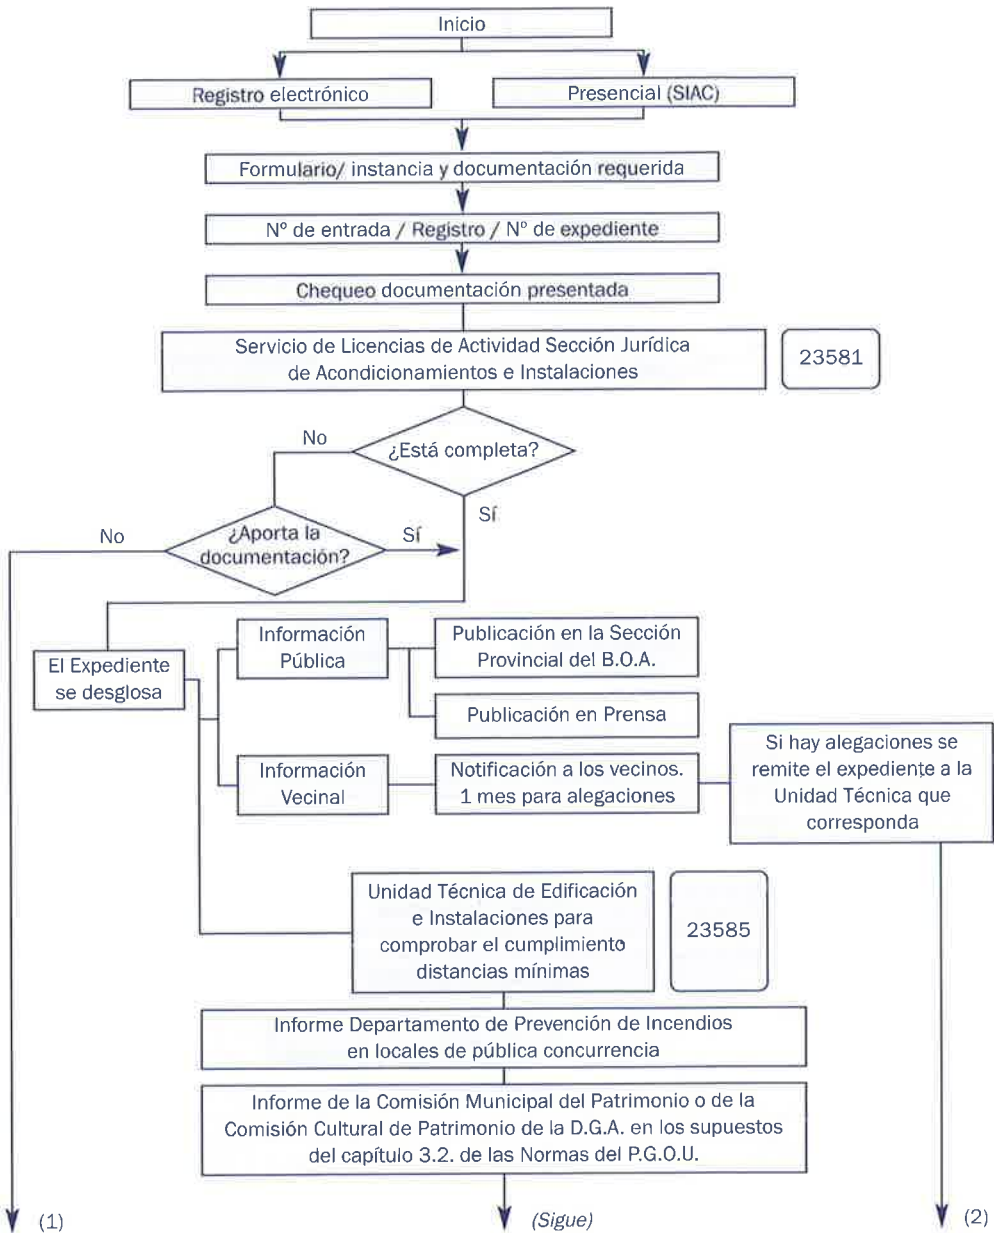 Inicio
Registro electrónico
Presencial (SIAC)
Formulario/ instancia y documentación requerida
Nº de entrada / Registro / Nº de expediente
Chequeo documentación presentada
Servicio de Licencias de Actividad Sección Jurídica
de Acondicionamientos e Instalaciones
23581
¿Está completa?
No
Sí
¿Aporta la
documentación?
No
Sí
El Expediente
se desglosa
Información
Pública
Publicación en la Sección
Provincial del B.O.A.
Publicación en Prensa
Información
Vecinal
Notificación a los vecinos.
1 mes para alegaciones
Si hay alegaciones se
remite el expediente a la
Unidad Técnica que
corresponda
Unidad Técnica de Edificación
e Instalaciones para
comprobar el cumplimiento
distancias mínimas
23585
Informe Departamento de Prevención de Incendios
en locales de pública concurrencia
Informe de la Comisión Municipal del Patrimonio o de la
Comisión Cultural de Patrimonio de la D.G.A. en los supuestos
del capítulo 3.2. de las Normas del P.G.O.U.
(1)
(Sigue)
(2)